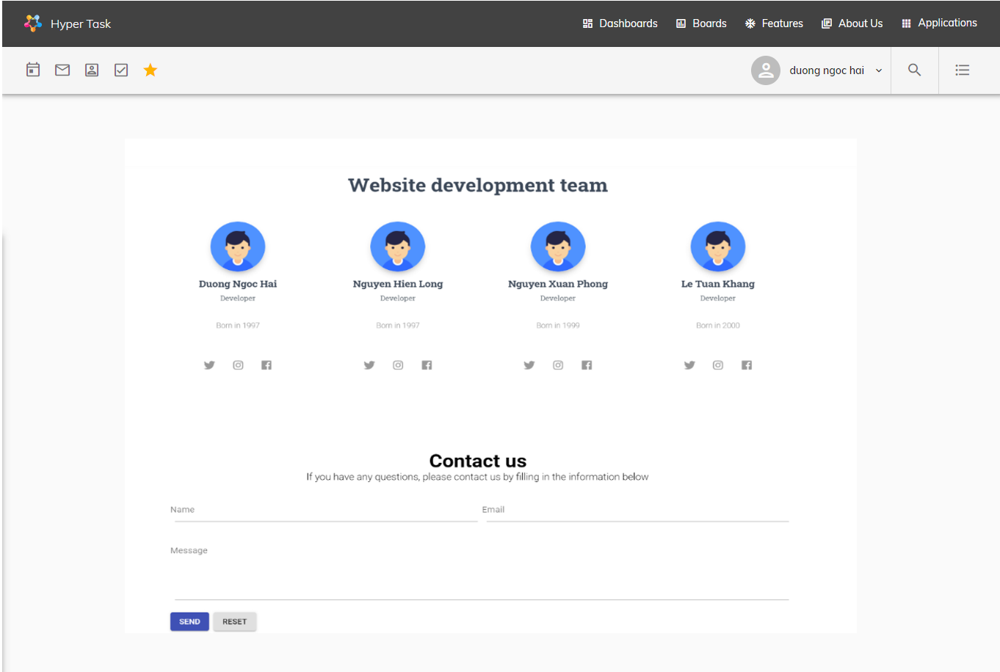 Hyper Task
Dashboards Boards Features About Us Applications
duong ngoc hai
Website development team
Duong Ngoc Hai Nguyen Hien Long Nguyen Xuan Phong Le Tuan Khang
Developer Developer Developer Developer
Born in 1997 Born in 1997 Born in 1999 Born in 2000
Contact us
If you have any questions, please contact us by filling in the information below
Name Email
Message
SEND RESET